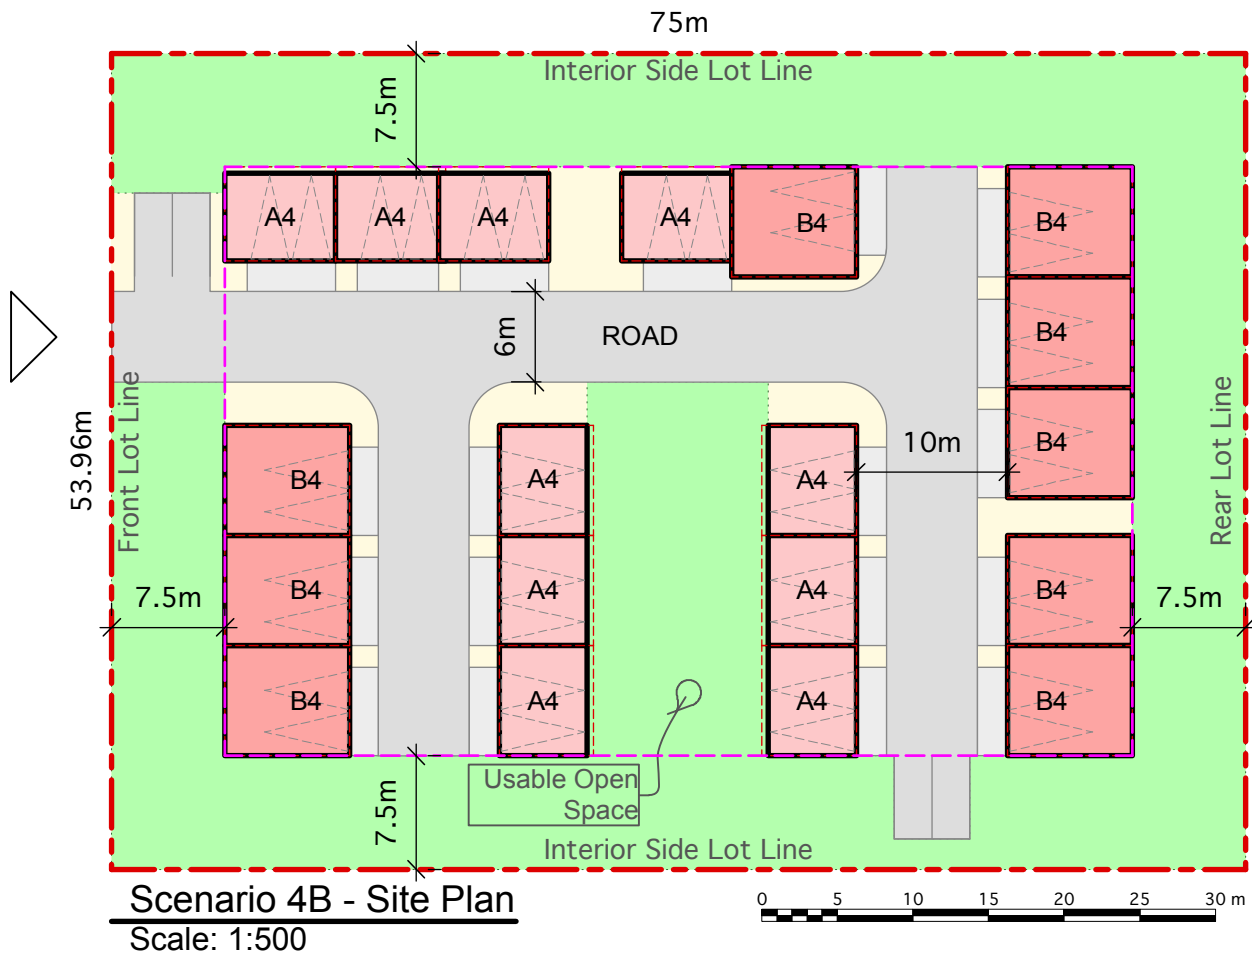 75m
Interior Side Lot Line
7.5m
A4
A4
A4
A4
B4
B4
6m
ROAD
B4
Front Lot Line
53.96m
10m
B4
Rear Lot Line
B4
A4
A4
B4
A4
A4
B4
7.5m
7.5m
B4
A4
A4
B4
Usable Open
Space
7.5m
Interior Side Lot Line
Scenario 4B - Site Plan
Scale: 1:500
0 5 10 15 20 25 30 m